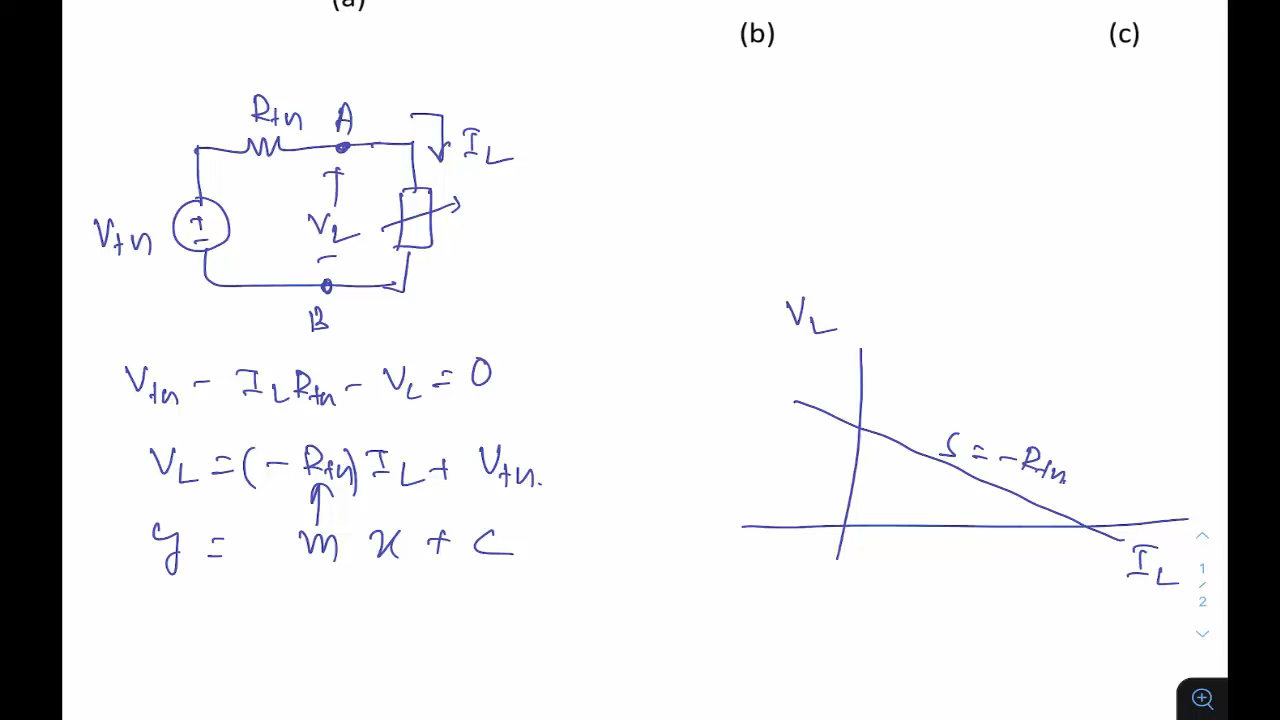 (a)
(b)
(c)
Rth
A
IL
Vth
+
-
VL
B
Vth - IL Rth - VL = 0
VL = (- Rth) IL + Vth.
y = m x + c
VL
S = -Rth
IL
1
/
2